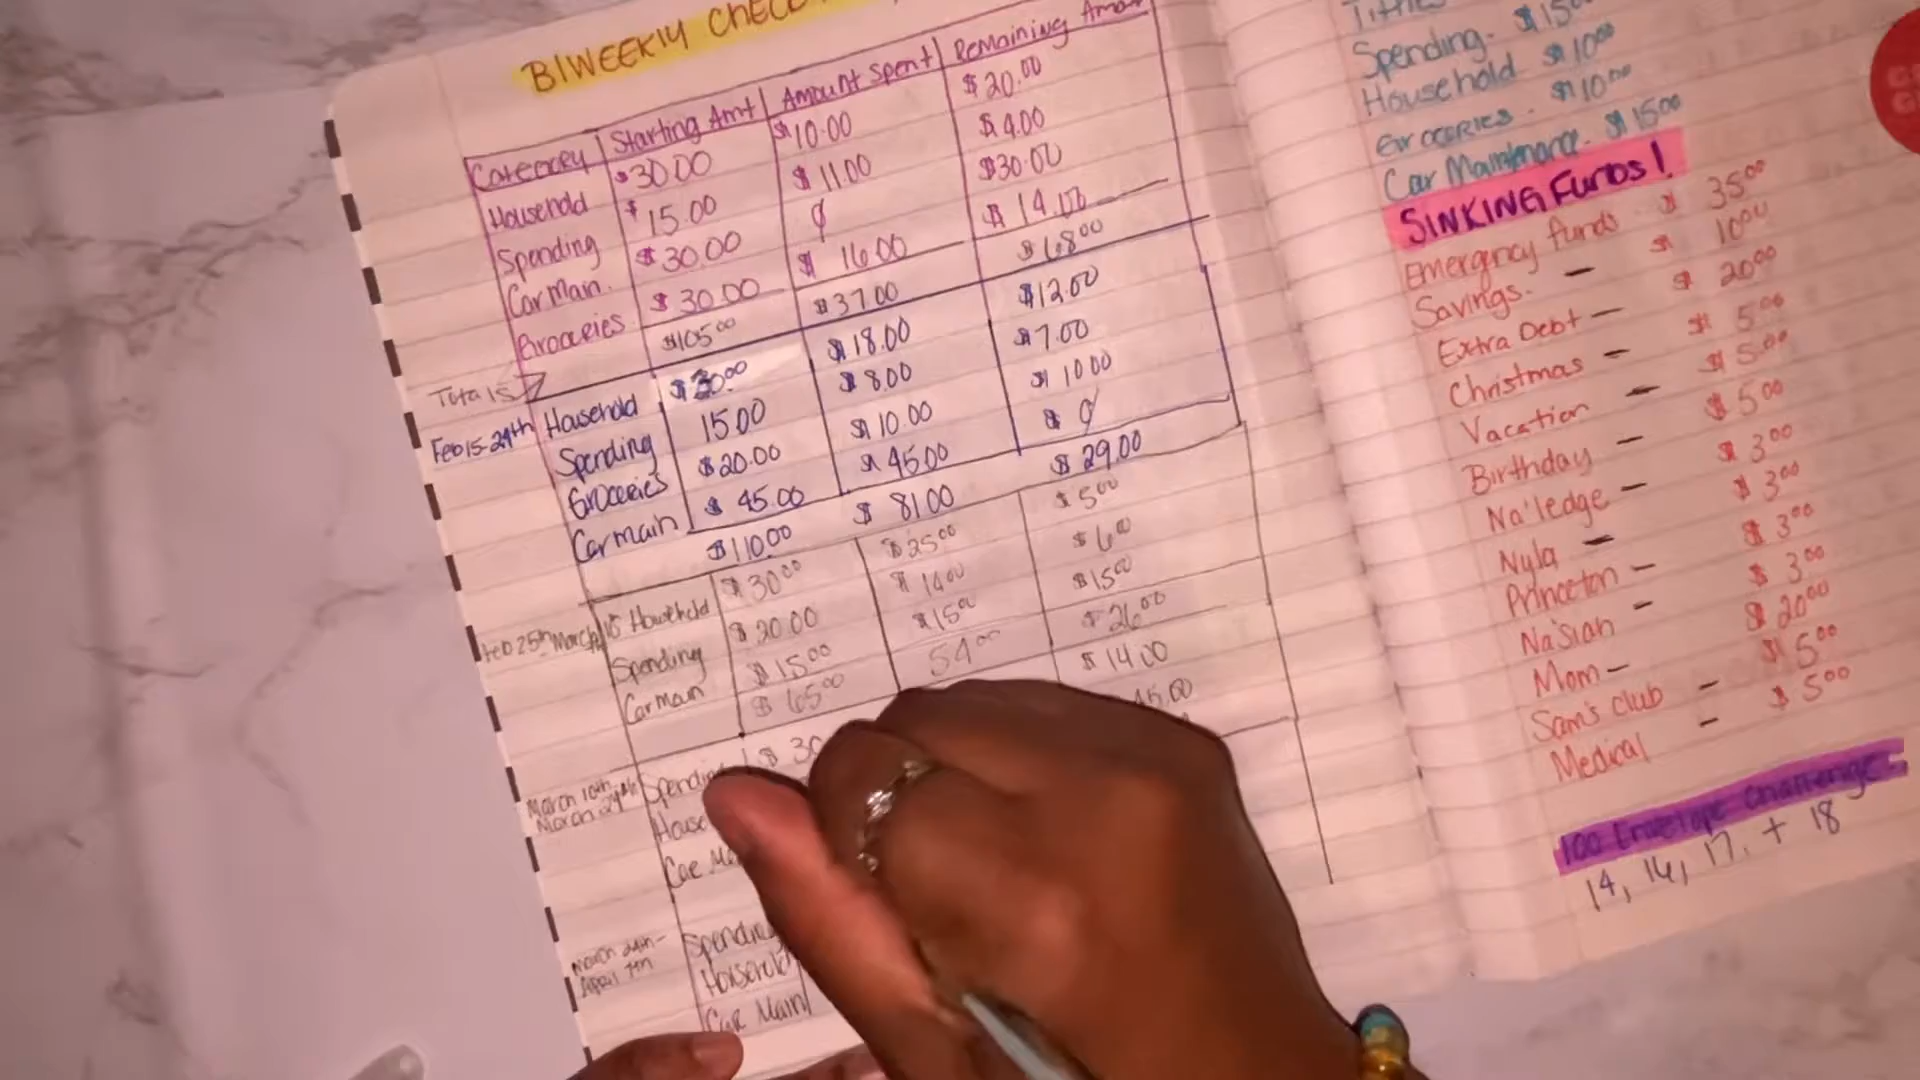 BIWEEKLY
Category | Starting Amt | Amount Spent | Remaining
Household $30.00 $10.00 $20.00
Spending $15.00 $11.00 $4.00
Car Main. $30.00 $30.00
Groceries $30.00 $16.00 $14.00
Totals $105.00 $37.00 $68.00
Feb 15-24th Household $30.00 $18.00 $12.00
Spending 15.00 $8.00 $7.00
Groceries $20.00 $10.00 $10.00
Car main $45.00 $45.00
$110.00 $81.00 $29.00
Feb 25th March Household $30.00 $25.00 $5.00
Spending $20.00 $14.00 $6.00
Car main $15.00 $15.00 $15.00
$65.00 54.00 $26.00
March 10th Spending $ 30 $14.00
March 24th
March 24th- Spending
April 7th Household
Car Main
Spending. $15.00
Household $10.00
Groceries. $10.00
Car Maintenance. $15.00
SINKING FUNDS!
Emergency funds $ 35.00
Savings. - $ 10.00
Extra Debt - $ 20.00
Christmas - $ 5.00
Vacation - $ 5.00
Birthday - $ 5.00
Na'ledge - $ 3.00
Nyla - $ 3.00
Princeton - $ 3.00
Na'siah - $ 3.00
Mom - $ 20.00
Sam's club - $ 5.00
Medical - $ 5.00
100 Envelope Challenge
14, 16, 17, + 18